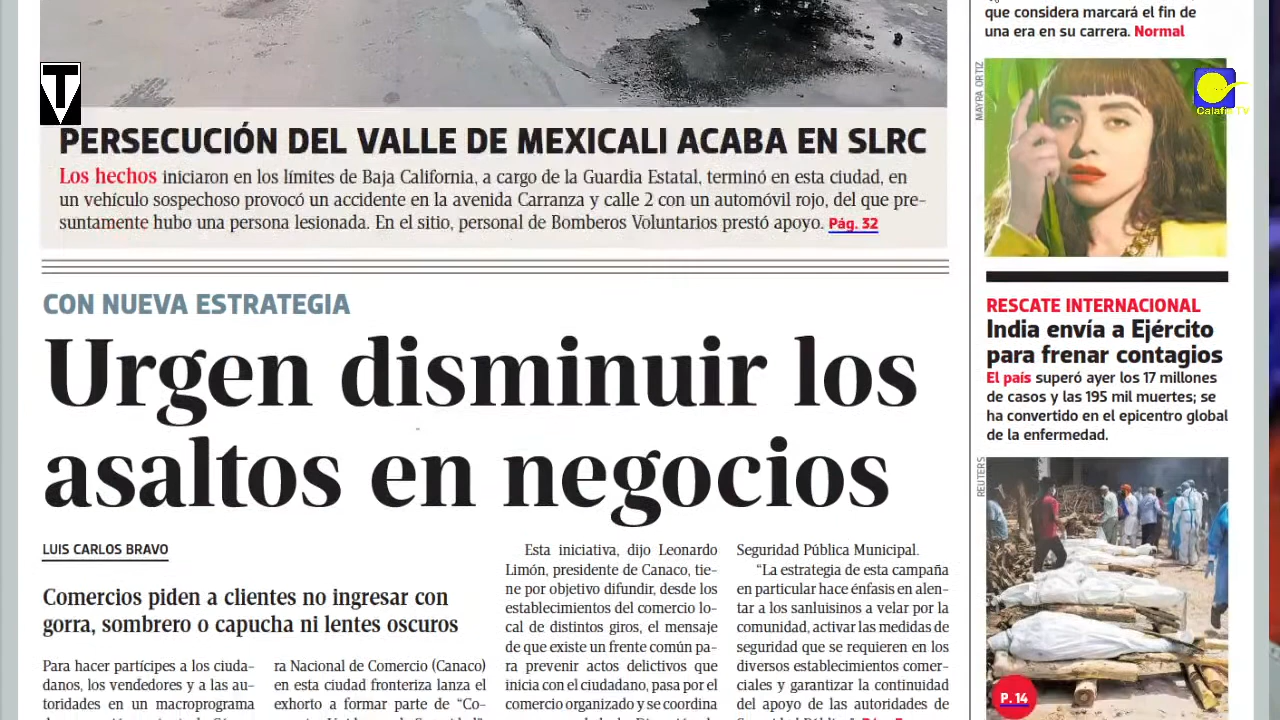 PERSECUCIÓN DEL VALLE DE MEXICALI ACABA EN SLRC
Los hechos iniciaron en los límites de Baja California, a cargo de la Guardia Estatal, terminó en esta ciudad, en
un vehículo sospechoso provocó un accidente en la avenida Carranza y calle 2 con un automóvil rojo, del que pre-
suntamente hubo una persona lesionada. En el sitio, personal de Bomberos Voluntarios prestó apoyo. Pág. 32
CON NUEVA ESTRATEGIA
Urgen disminuir los
asaltos en negocios
LUIS CARLOS BRAVO
Comercios piden a clientes no ingresar con
gorra, sombrero o capucha ni lentes oscuros
Para hacer partícipes a los ciuda-
danos, los vendedores y a las au-
toridades en un macroprograma
ra Nacional de Comercio (Canaco)
en esta ciudad fronteriza lanza el
exhorto a formar parte de “Co-
Esta iniciativa, dijo Leonardo
Limón, presidente de Canaco, tie-
ne por objetivo difundir, desde los
establecimientos del comercio lo-
cal de distintos giros, el mensaje
de que existe un frente común pa-
ra prevenir actos delictivos que
inicia con el ciudadano, pasa por el
comercio organizado y se coordina
Seguridad Pública Municipal.
“La estrategia de esta campaña
en particular hace énfasis en alen-
tar a los sanluisinos a velar por la
comunidad, activar las medidas de
seguridad que se requieren en los
diversos establecimientos comer-
ciales y garantizar la continuidad
del apoyo de las autoridades de
que considera marcará el fin de
una era en su carrera. Normal
MAYRA ORTIZ
Calafia TV
RESCATE INTERNACIONAL
India envía a Ejército
para frenar contagios
El país superó ayer los 17 millones
de casos y las 195 mil muertes; se
ha convertido en el epicentro global
de la enfermedad.
REUTERS
P. 14
T